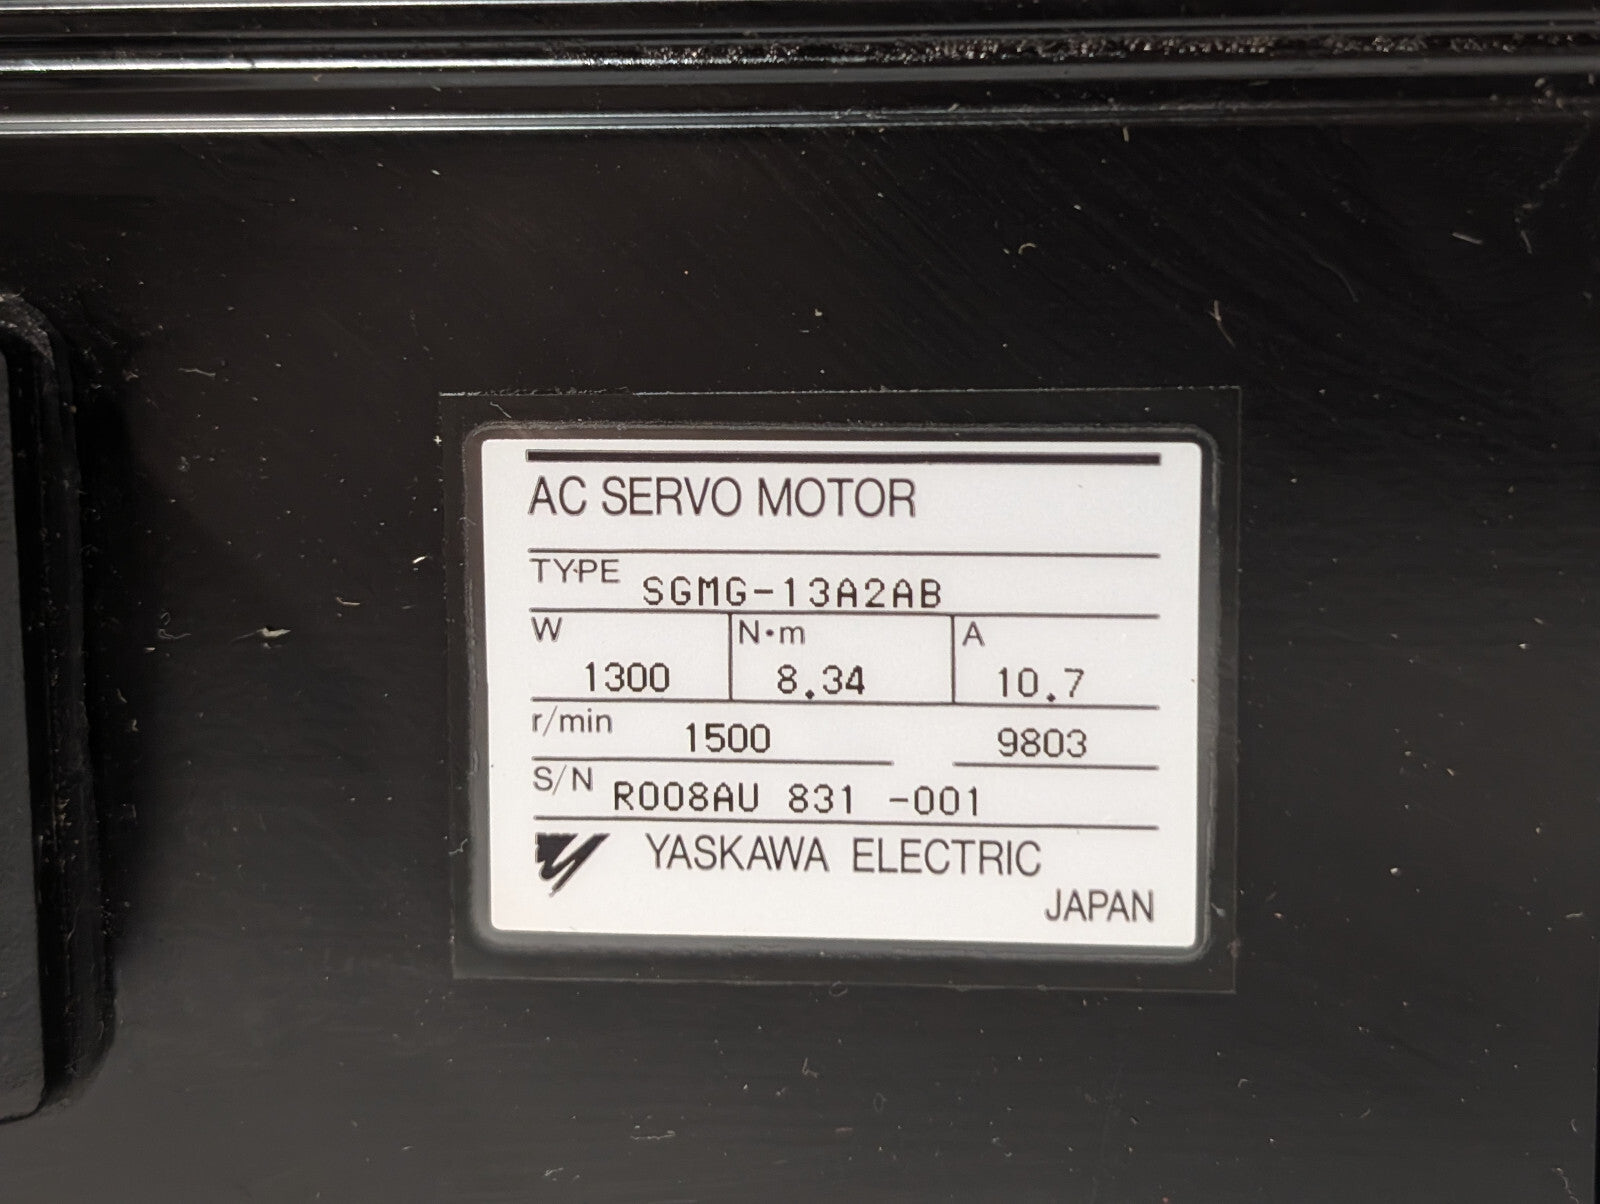 AC SERVO MOTOR
TYPE SGMG-13A2AB
W N·m A
1300 8.34 10.7
r/min 1500 9803
S/N R008AU 831 -001
YASKAWA ELECTRIC
JAPAN